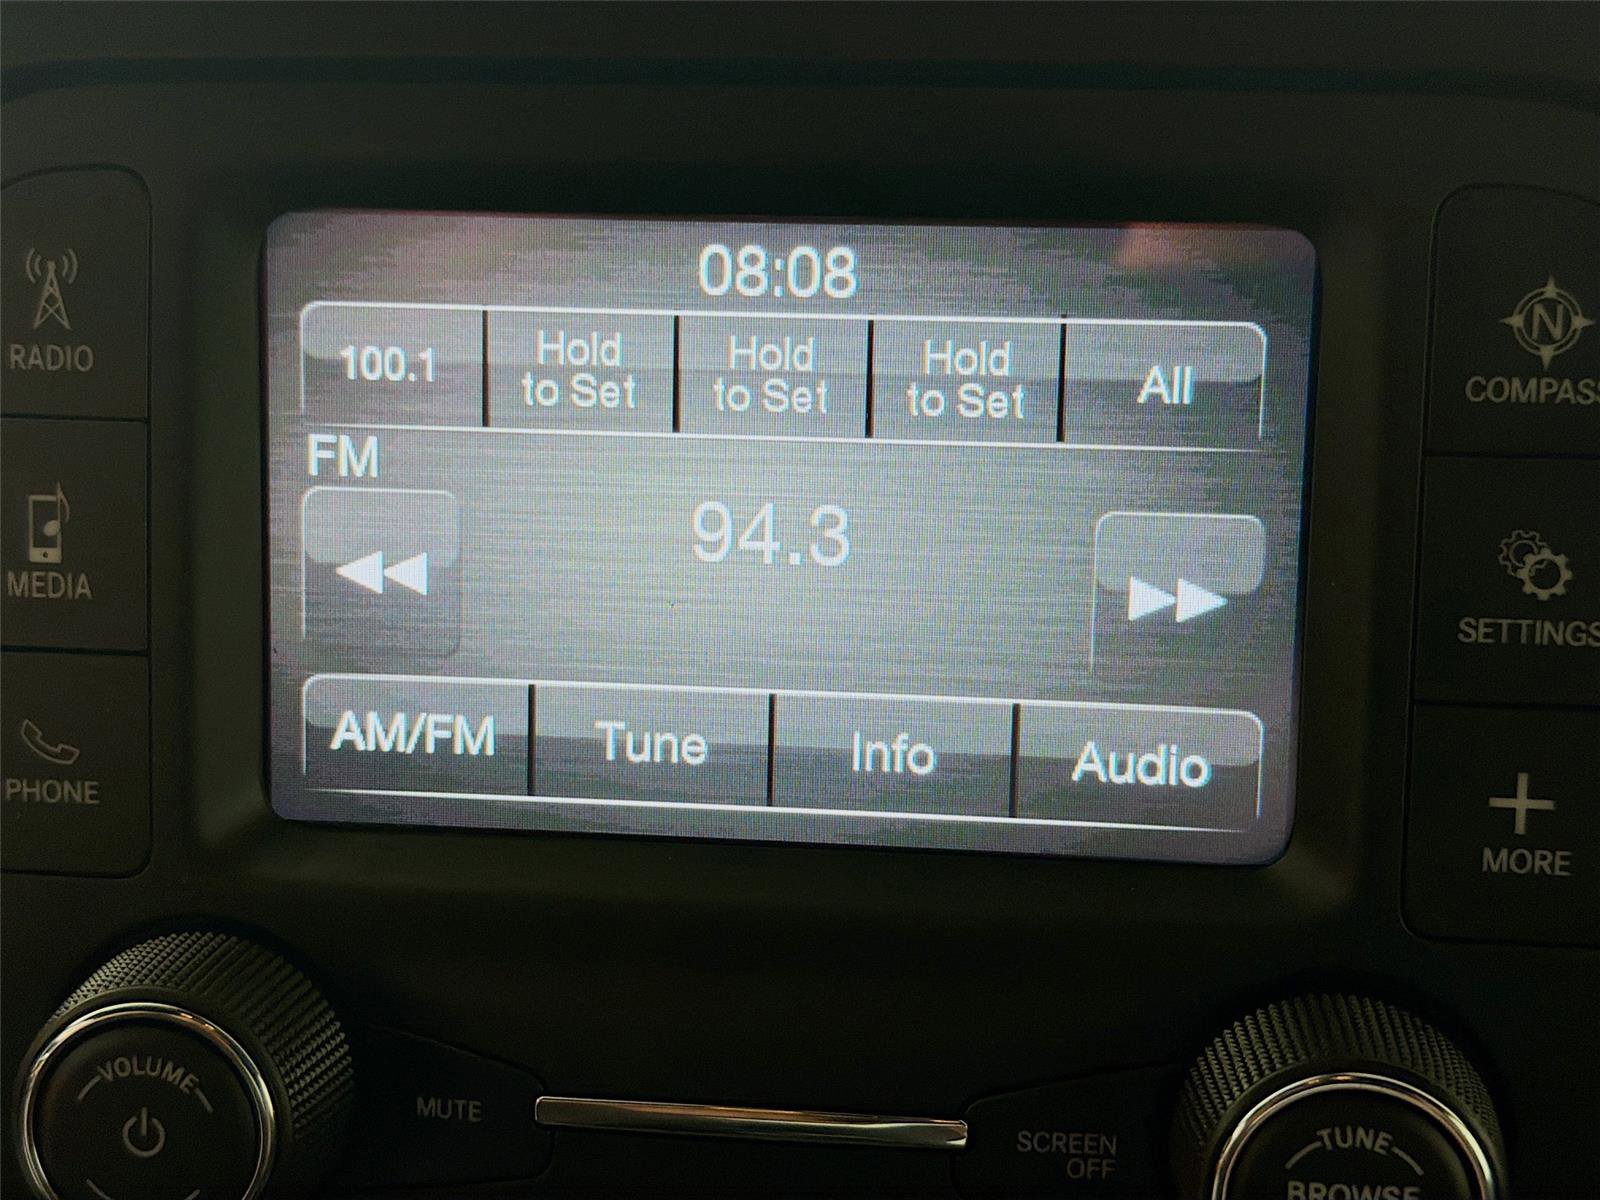 08:08
100.1
Hold
to Set
Hold
to Set
Hold
to Set
All
FM
94.3
AM/FM
Tune
Info
Audio
RADIO
MEDIA
PHONE
N
COMPASS
SETTINGS
MORE
VOLUME
MUTE
SCREEN
OFF
TUNE
BROWSE